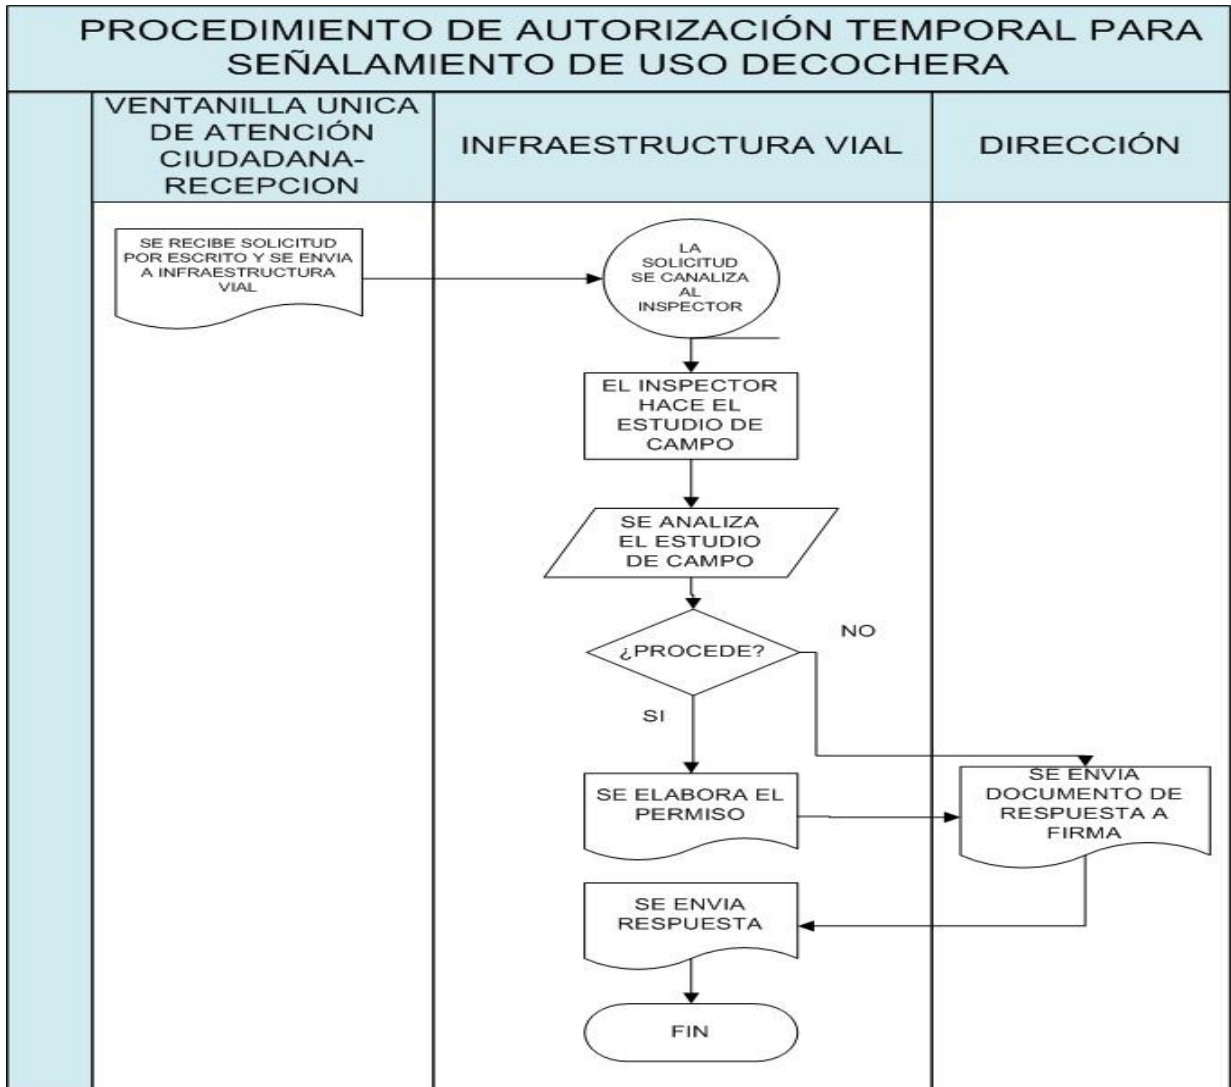 PROCEDIMIENTO DE AUTORIZACIÓN TEMPORAL PARA
SEÑALAMIENTO DE USO DECOCHERA
VENTANILLA UNICA
DE ATENCIÓN
CIUDADANA-
RECEPCION
INFRAESTRUCTURA VIAL
DIRECCIÓN
SE RECIBE SOLICITUD
POR ESCRITO Y SE ENVIA
A INFRAESTRUCTURA
VIAL
LA
SOLICITUD
SE CANALIZA
AL
INSPECTOR
EL INSPECTOR
HACE EL
ESTUDIO DE
CAMPO
SE ANALIZA
EL ESTUDIO
DE CAMPO
¿PROCEDE?
NO
SI
SE ELABORA EL
PERMISO
SE ENVIA
DOCUMENTO DE
RESPUESTA A
FIRMA
SE ENVIA
RESPUESTA
FIN